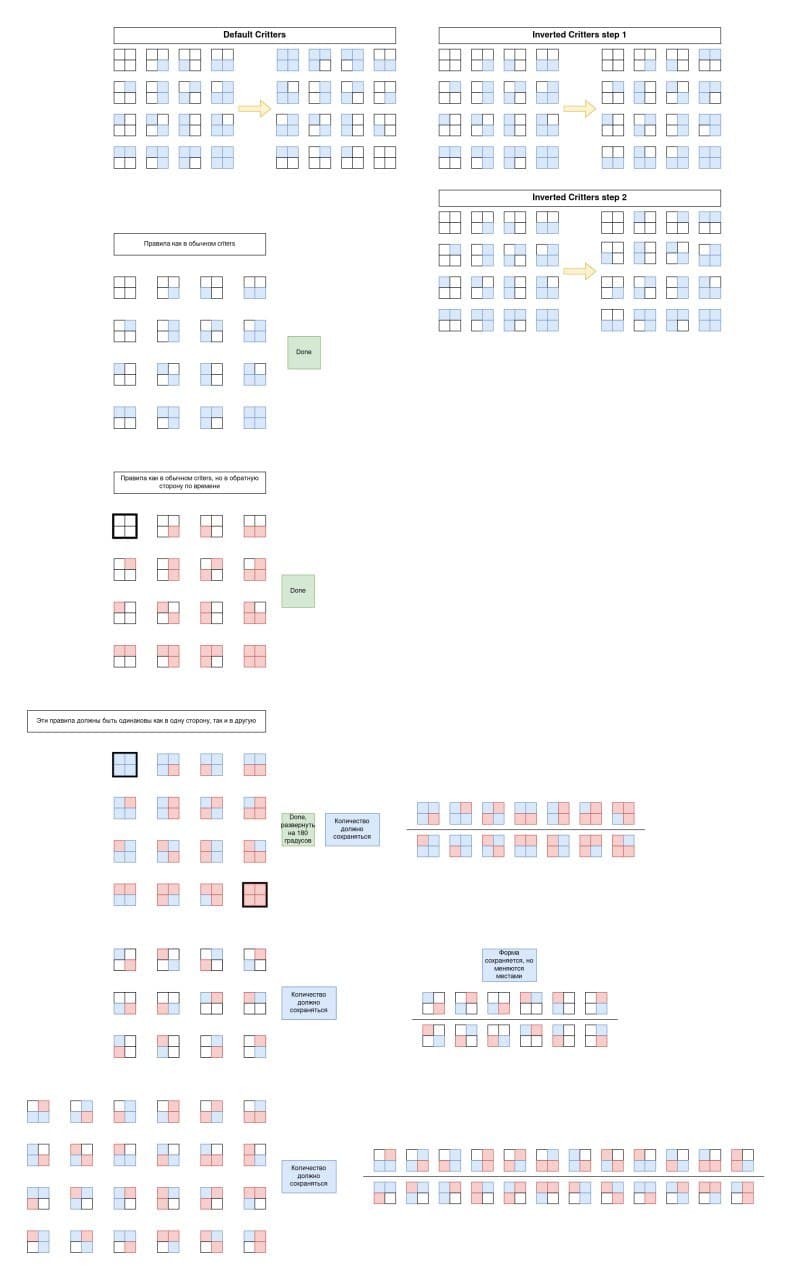 Default Critters
Inverted Critters step 1
Inverted Critters step 2
Правила как в обычном criters
Done
Правила как в обычном criters, но в обратную
сторону по времени
Done
Эти правила должны быть одинаковы как в одну сторону, так и в другую
Done,
развернуть
на 180
градусов
Количество
должно
сохраняться
Форма
сохраняется, но
меняются
местами
Количество
должно
сохраняться
Количество
должно
сохраняться